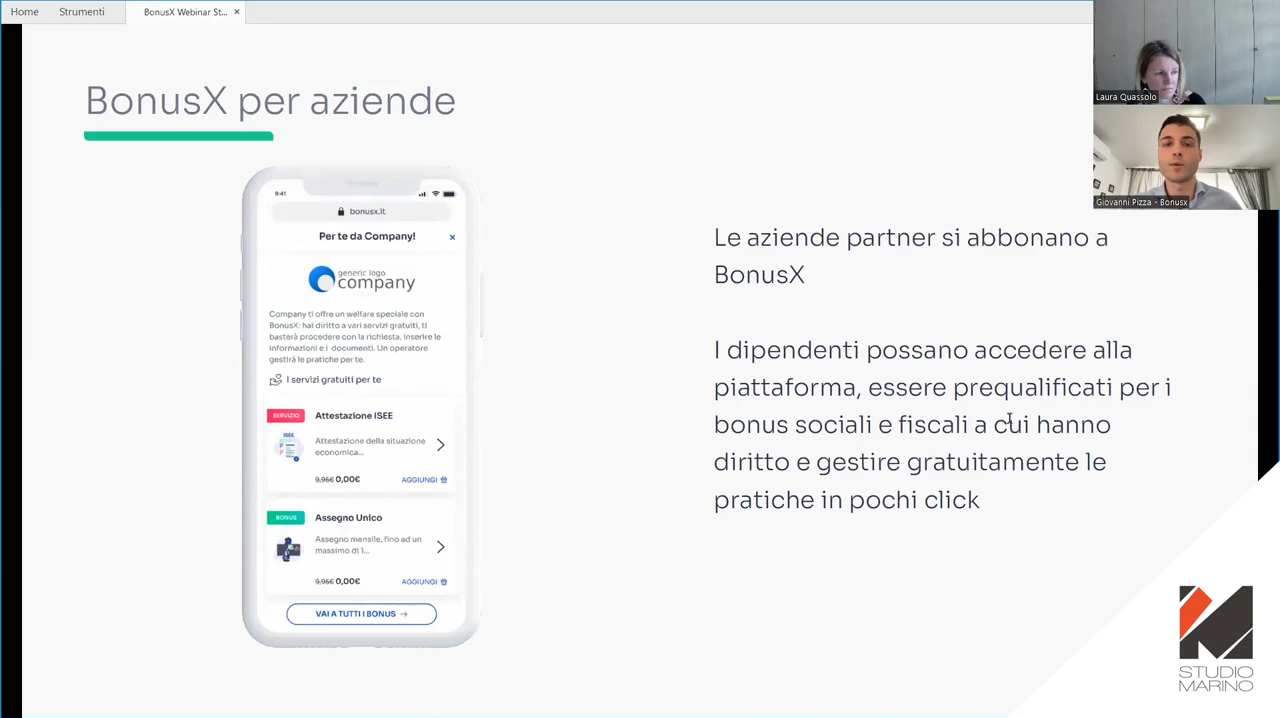 Home
Strumenti
BonusX Webinar St...
×
Laura Quassolo
Giovanni Pizza - Bonusx
BonusX per aziende
9:41
bonusx.it
Per te da Company!
×
generic logo
company
Company ti offre un welfare speciale con
BonusX: hai diritto a vari servizi gratuiti, ti
basterà procedere con la richiesta, inserire le
informazioni e i documenti. Un operatore
gestirà le pratiche per te.
I servizi gratuiti per te
SERVIZIO
Attestazione ISEE
ISEE
Attestazione della situazione
economica...
9,95€ 0,00€
AGGIUNGI
BONUS
Assegno Unico
Assegno mensile, fino ad un
massimo di 1...
9,95€ 0,00€
AGGIUNGI
VAI A TUTTI I BONUS →
Le aziende partner si abbonano a
BonusX
I dipendenti possano accedere alla
piattaforma, essere prequalificati per i
bonus sociali e fiscali a cui hanno
diritto e gestire gratuitamente le
pratiche in pochi click
STUDIO
MARINO